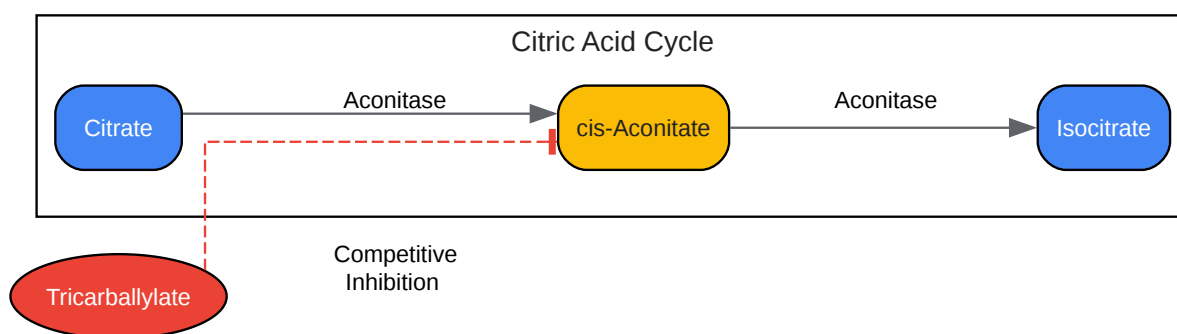 Citric Acid Cycle
Aconitase
Aconitase
Citrate
cis-Aconitate
Isocitrate
Competitive
Inhibition
Tricarballylate